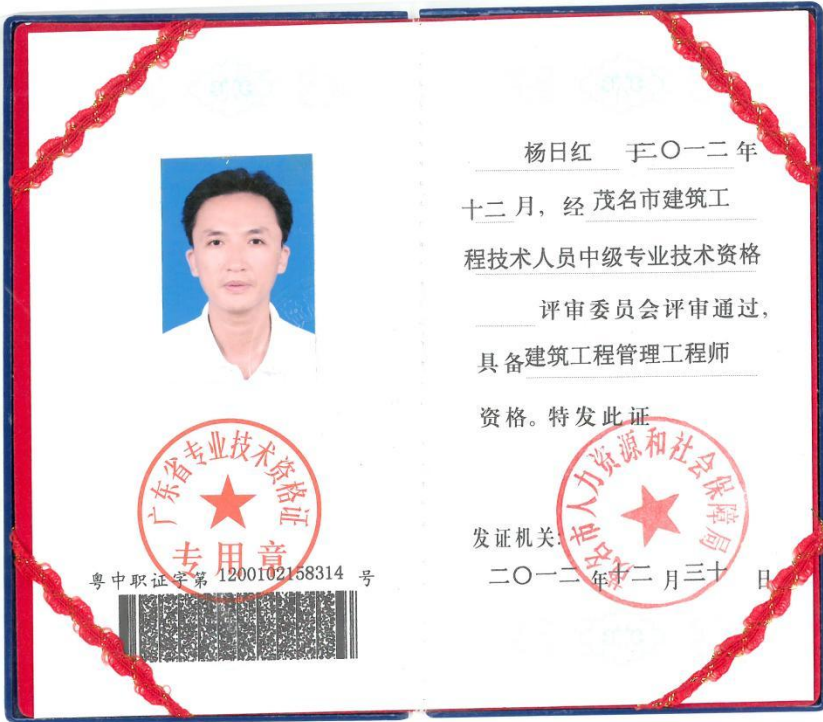 广东省专业技术资格证
专用章
粤中职证字第 1200102158314 号
杨日红 于二〇一二年
十二月，经茂名市建筑工
程技术人员中级专业技术资格
评审委员会评审通过，
具备建筑工程管理工程师
资格。特发此证
茂名市人力资源和社会保障局
发证机关：
二〇一二年十二月三十日